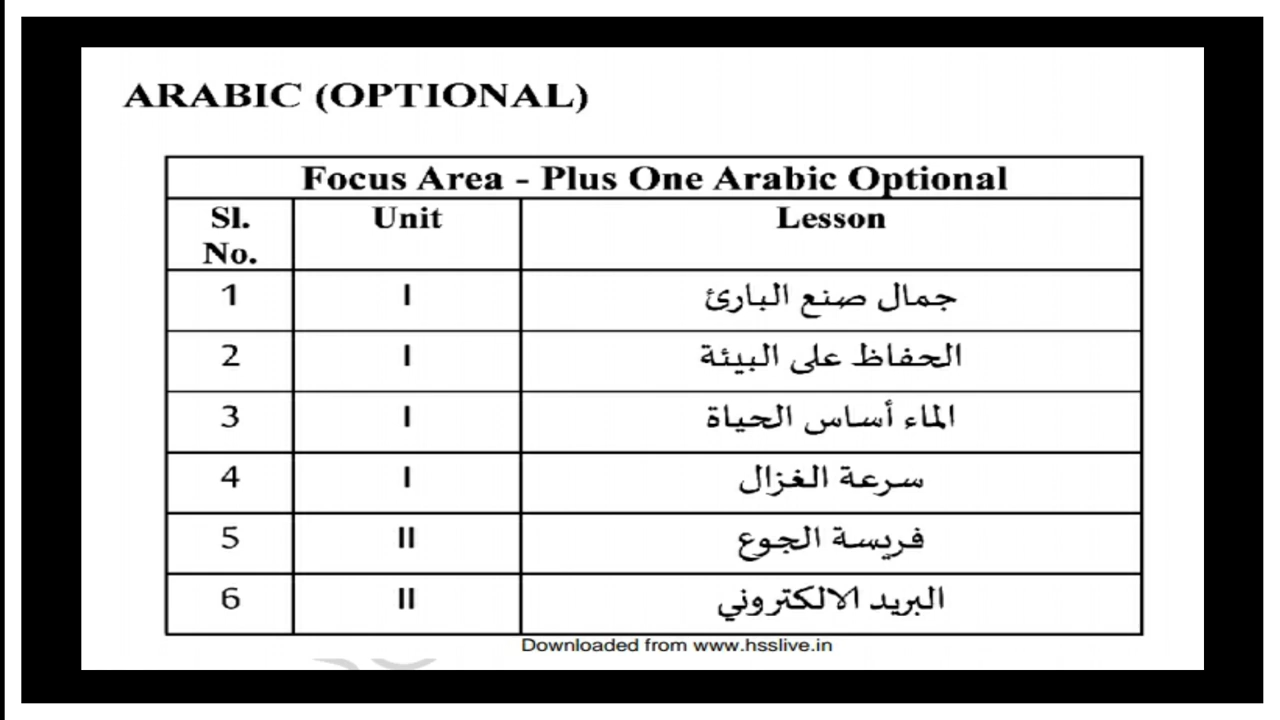 ARABIC (OPTIONAL)
Focus Area - Plus One Arabic Optional
Sl. No. Unit Lesson
1 I جمال صنع البارئ
2 I الحفاظ على البيئة
3 I الماء أساس الحياة
4 I سرعة الغزال
5 II فريسة الجوع
6 II البريد الالكتروني
Downloaded from www.hsslive.in